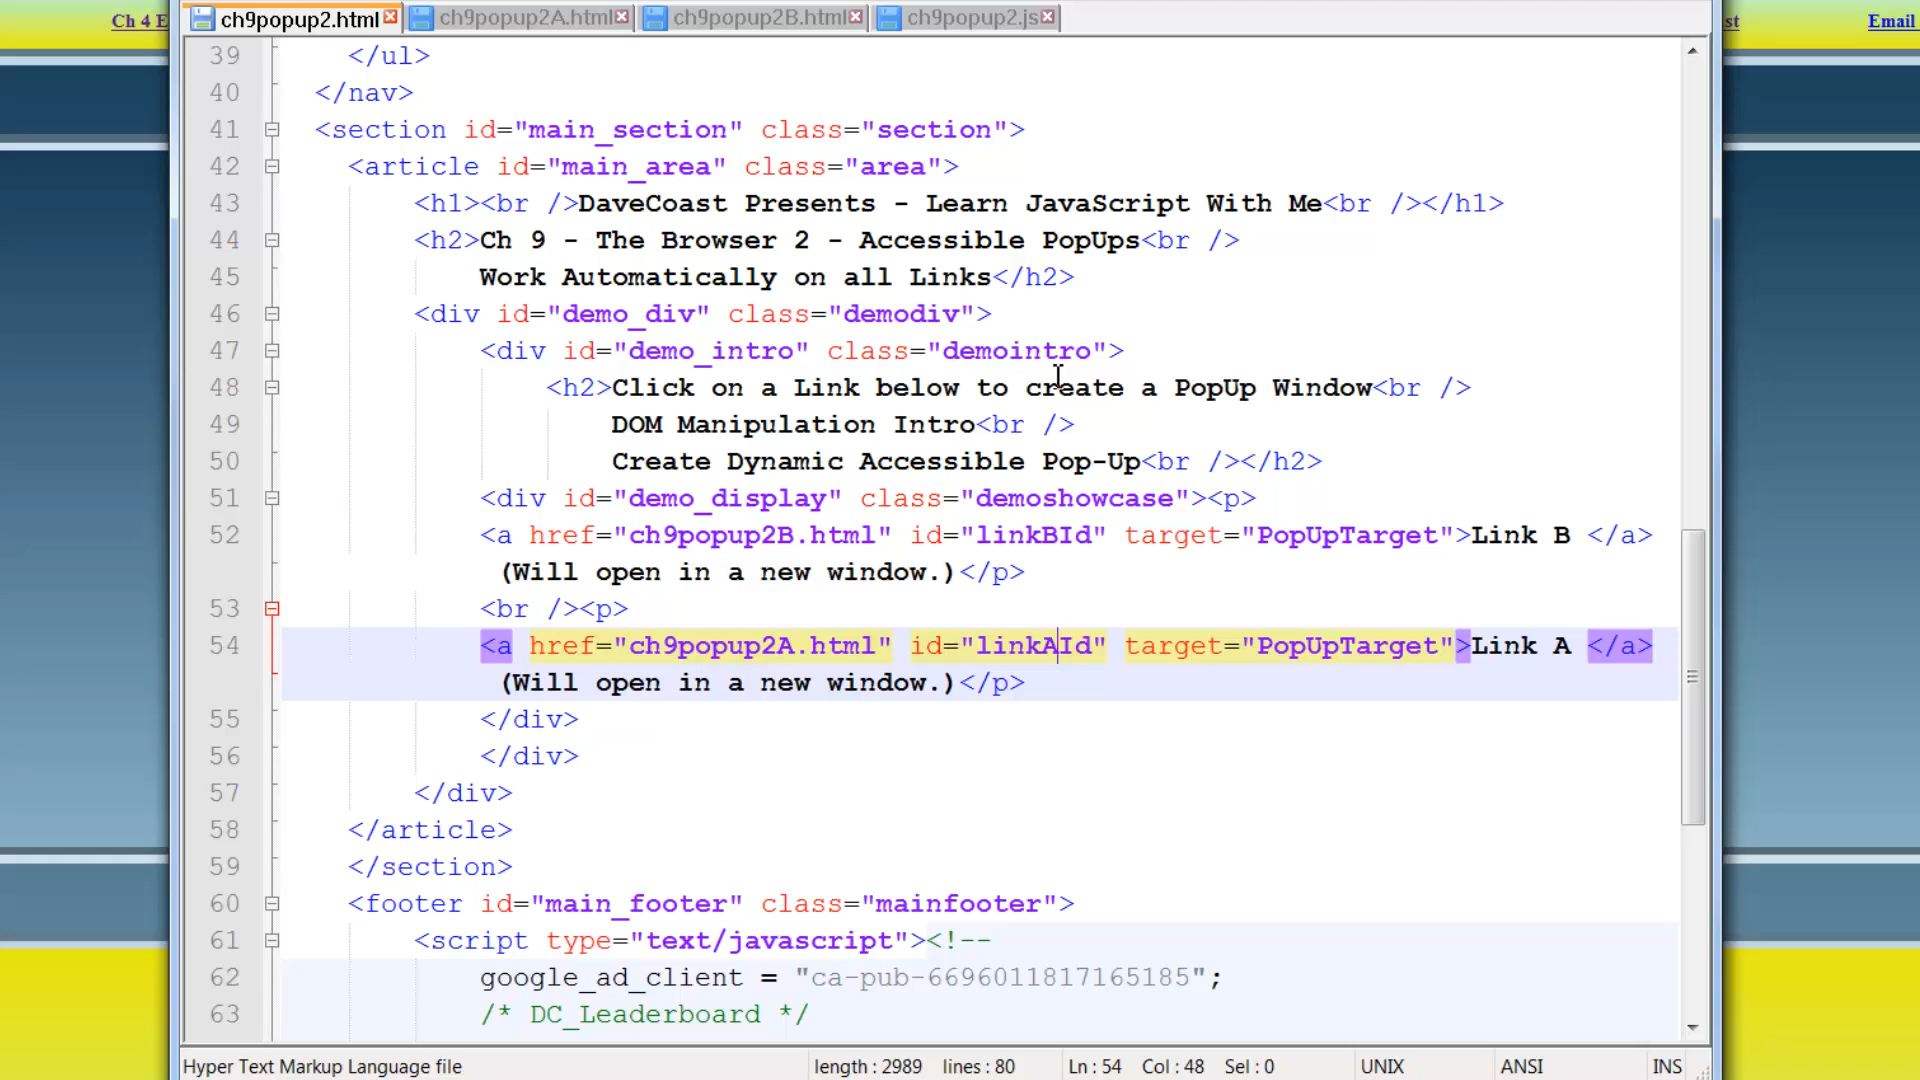 Ch 4 E
ch9popup2.html
ch9popup2A.html
ch9popup2B.html
ch9popup2.js
st
Email
39 </ul>
40 </nav>
41 <section id="main_section" class="section">
42 <article id="main_area" class="area">
43 <h1><br />DaveCoast Presents - Learn JavaScript With Me<br /></h1>
44 <h2>Ch 9 - The Browser 2 - Accessible PopUps<br />
45 Work Automatically on all Links</h2>
46 <div id="demo_div" class="demodiv">
47 <div id="demo_intro" class="demointro">
48 <h2>Click on a Link below to create a PopUp Window<br />
49 DOM Manipulation Intro<br />
50 Create Dynamic Accessible Pop-Up<br /></h2>
51 <div id="demo_display" class="demoshowcase"><p>
52 <a href="ch9popup2B.html" id="linkBId" target="PopUpTarget">Link B </a>
(Will open in a new window.)</p>
53 <br /><p>
54 <a href="ch9popup2A.html" id="linkAId" target="PopUpTarget">Link A </a>
(Will open in a new window.)</p>
55 </div>
56 </div>
57 </div>
58 </article>
59 </section>
60 <footer id="main_footer" class="mainfooter">
61 <script type="text/javascript"><!--
62 google_ad_client = "ca-pub-6696011817165185";
63 /* DC_Leaderboard */
Hyper Text Markup Language file
length : 2989 lines : 80
Ln : 54 Col : 48 Sel : 0
UNIX
ANSI
INS